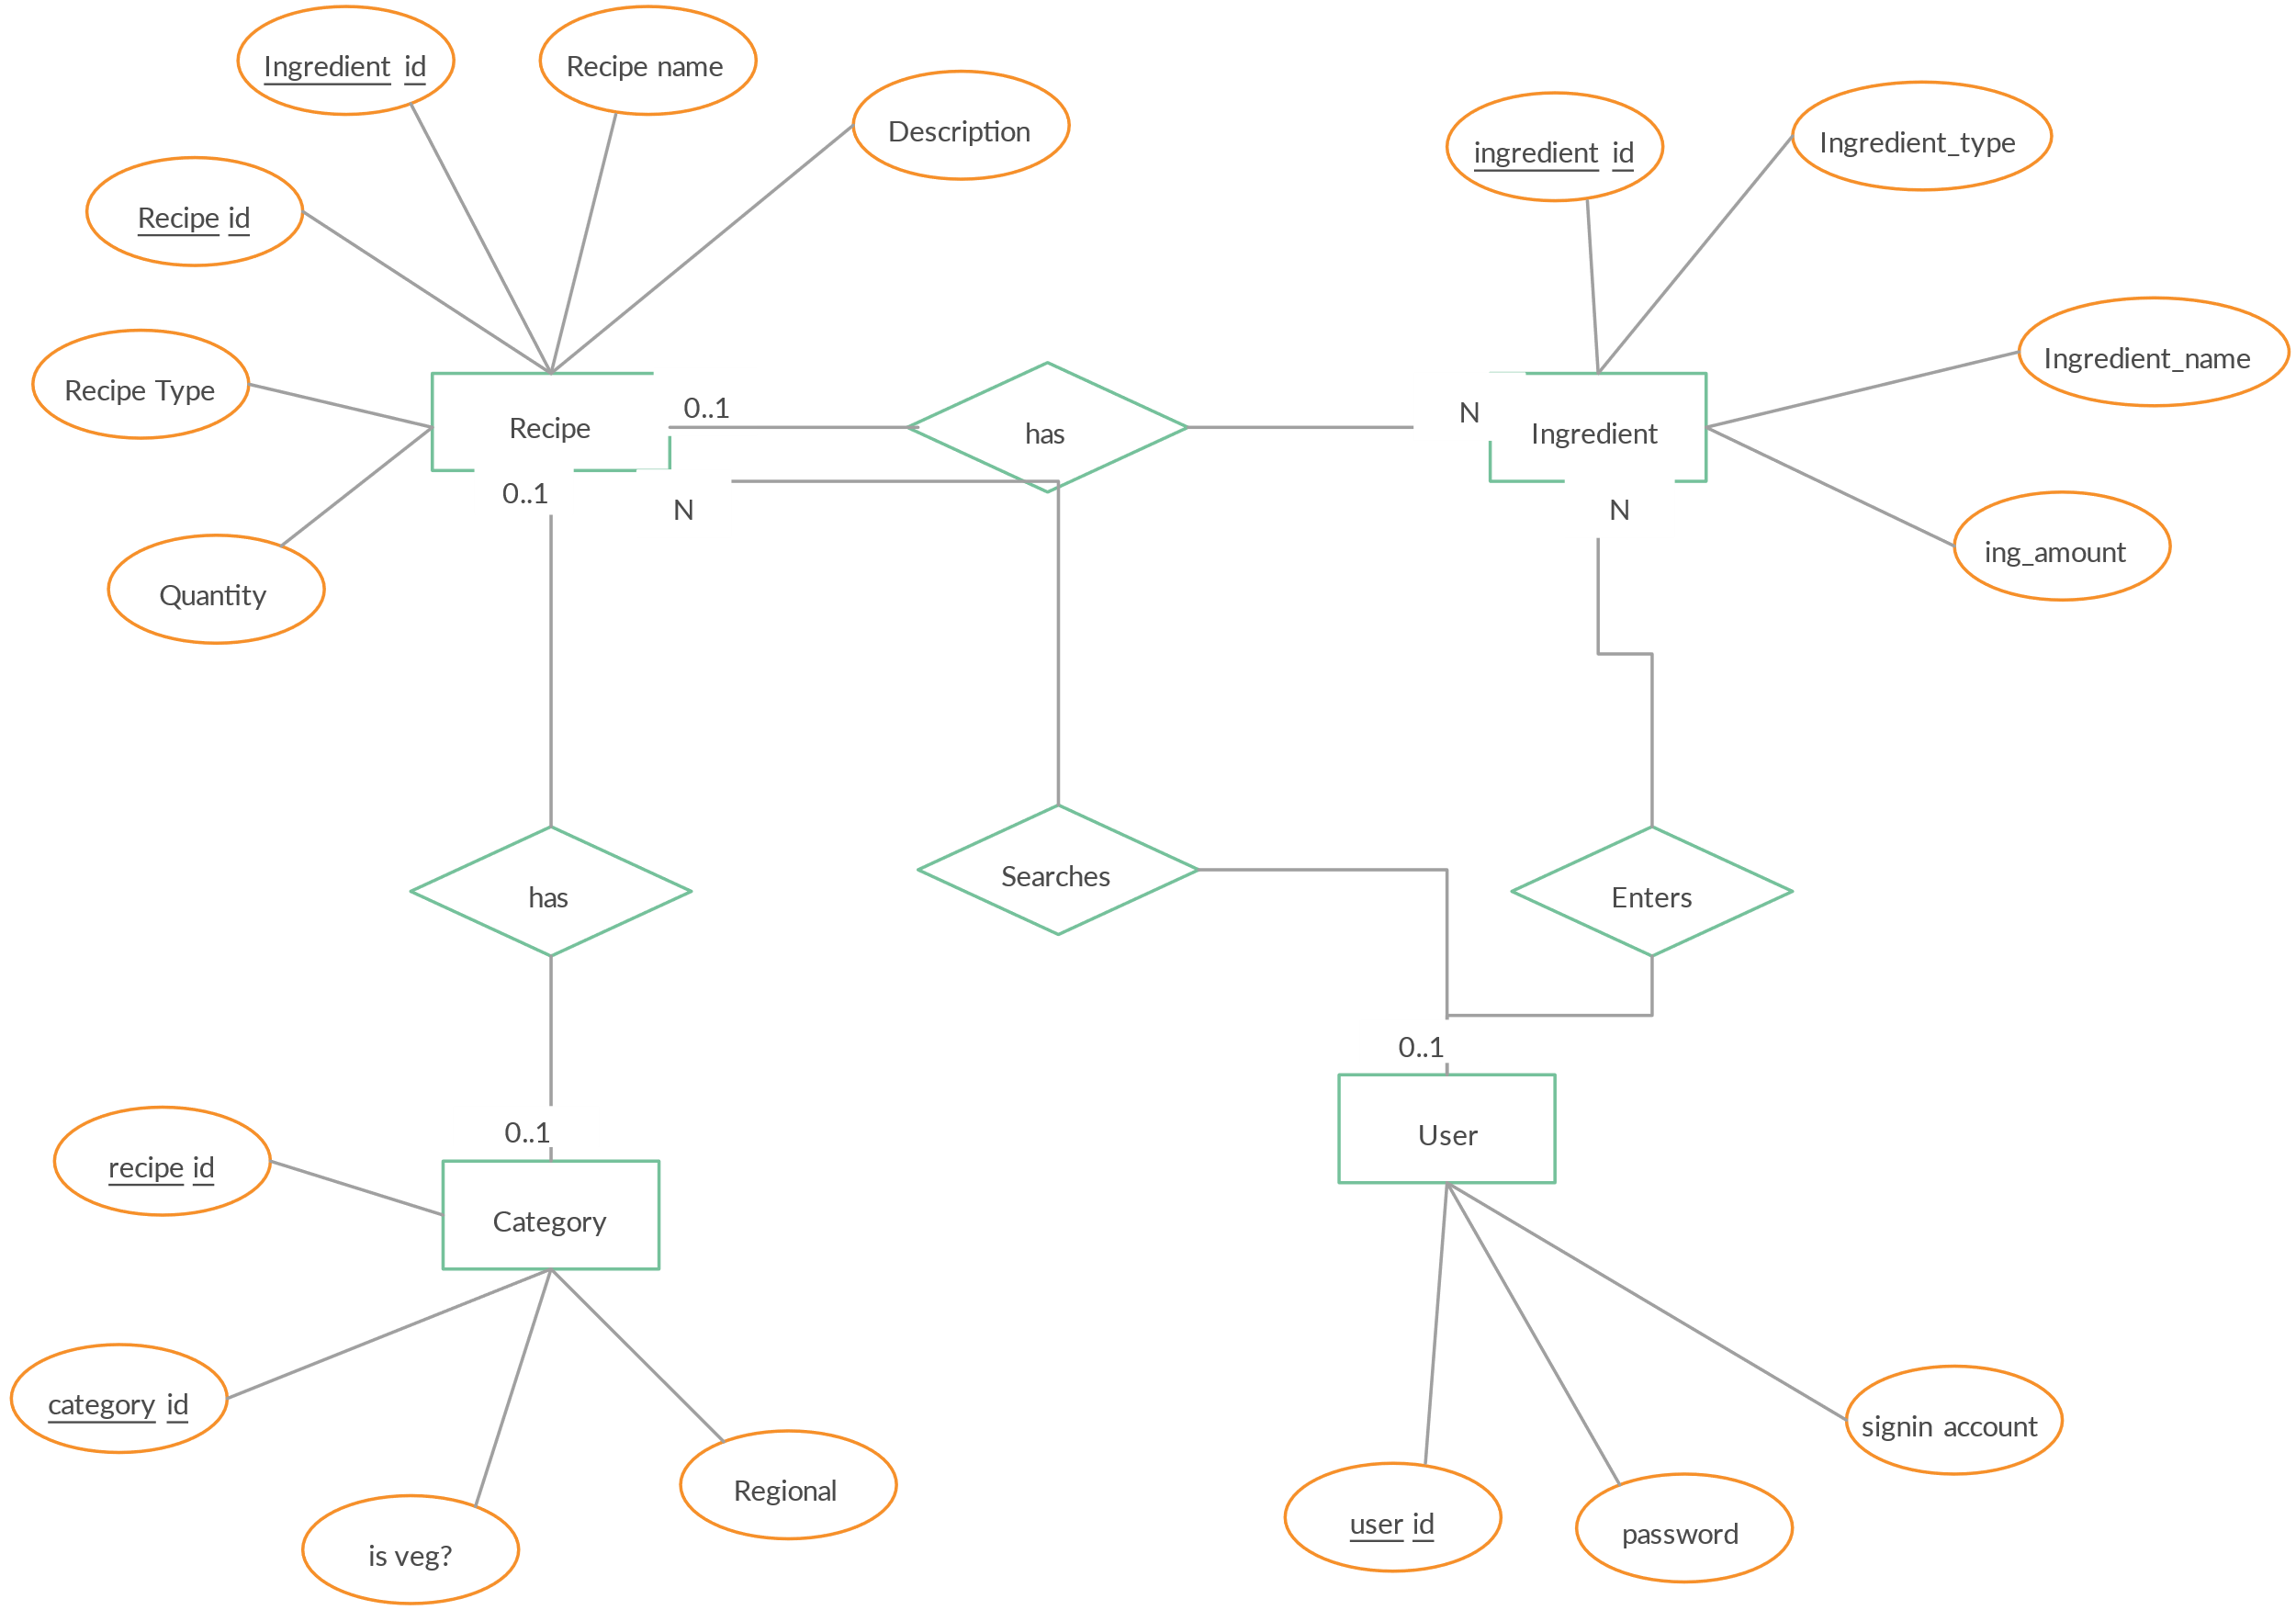 Ingredient id
Recipe name
Description
ingredient id
Ingredient_type
Recipe id
Recipe Type
Ingredient_name
Recipe
0..1
has
N
Ingredient
0..1
N
N
ing_amount
Quantity
has
Searches
Enters
0..1
0..1
User
recipe id
Category
category id
Regional
is veg?
signin account
user id
password